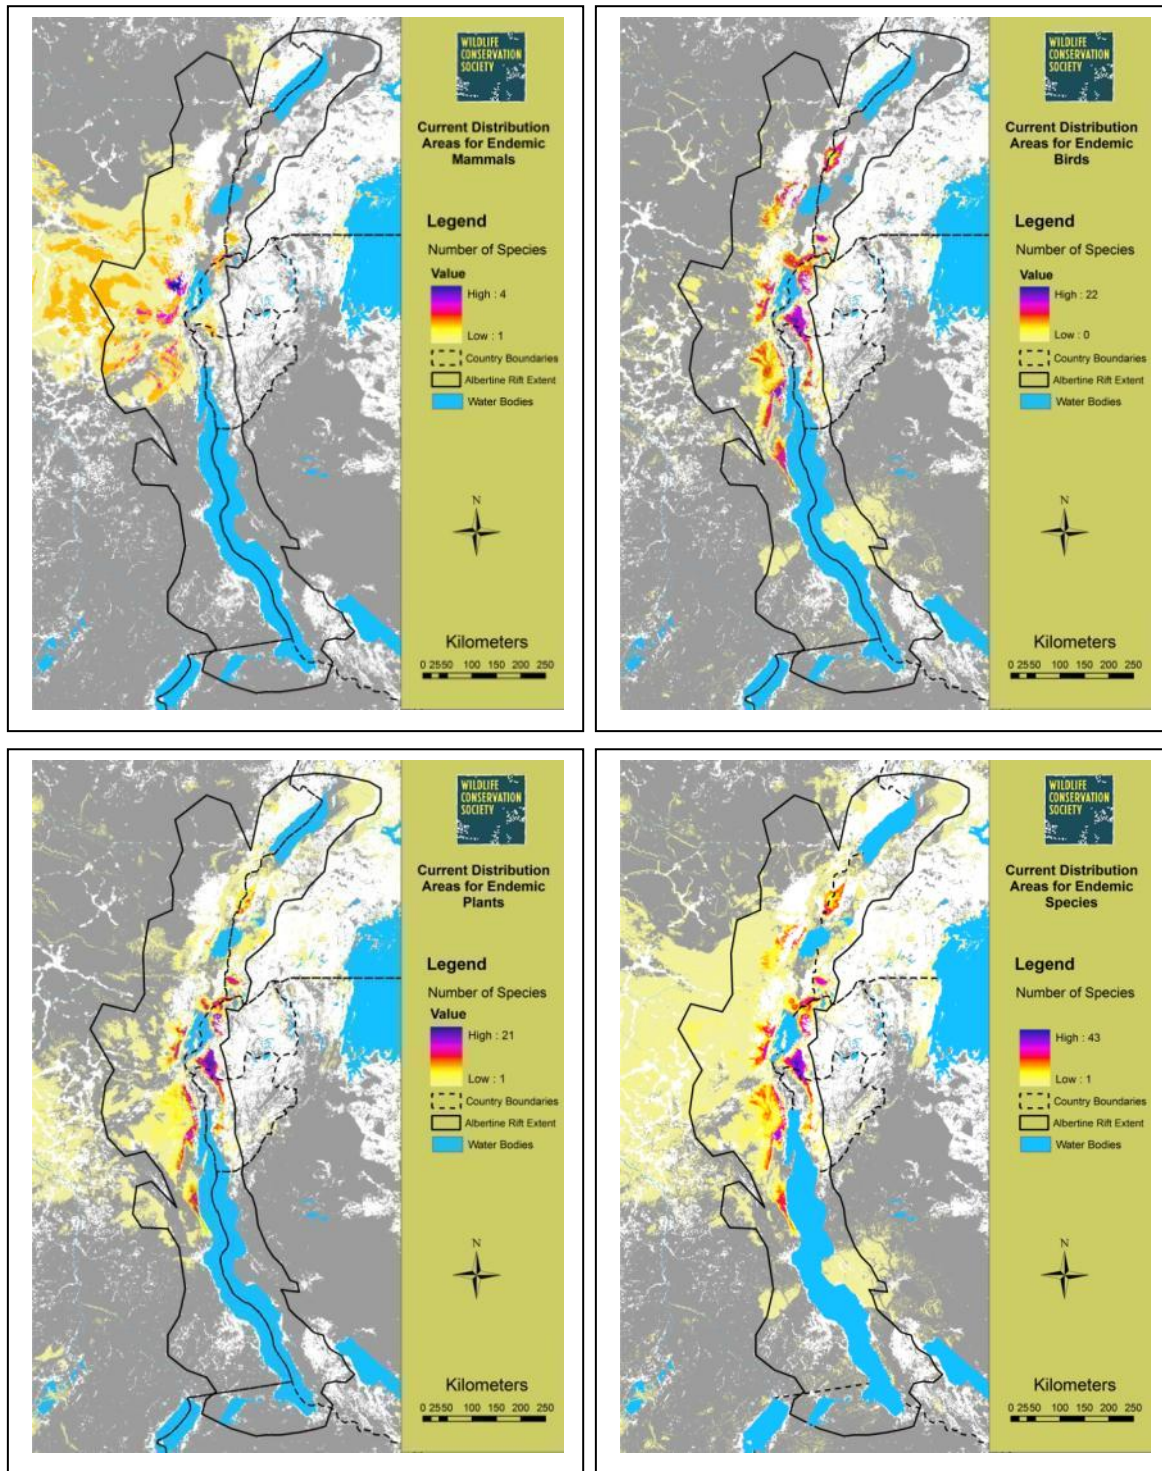 WILDLIFE
CONSERVATION
SOCIETY
Current Distribution
Areas for Endemic
Mammals
Legend
Number of Species
Value
High : 4
Low : 1
Country Boundaries
Albertine Rift Extent
Water Bodies
N
Kilometers
0 25 50 100 150 200 250
WILDLIFE
CONSERVATION
SOCIETY
Current Distribution
Areas for Endemic
Birds
Legend
Number of Species
Value
High : 22
Low : 0
Country Boundaries
Albertine Rift Extent
Water Bodies
N
Kilometers
0 25 50 100 150 200 250
WILDLIFE
CONSERVATION
SOCIETY
Current Distribution
Areas for Endemic
Plants
Legend
Number of Species
Value
High : 21
Low : 1
Country Boundaries
Albertine Rift Extent
Water Bodies
N
Kilometers
0 25 50 100 150 200 250
WILDLIFE
CONSERVATION
SOCIETY
Current Distribution
Areas for Endemic
Species
Legend
Number of Species
High : 43
Low : 1
Country Boundaries
Albertine Rift Extent
Water Bodies
N
Kilometers
0 25 50 100 150 200 250